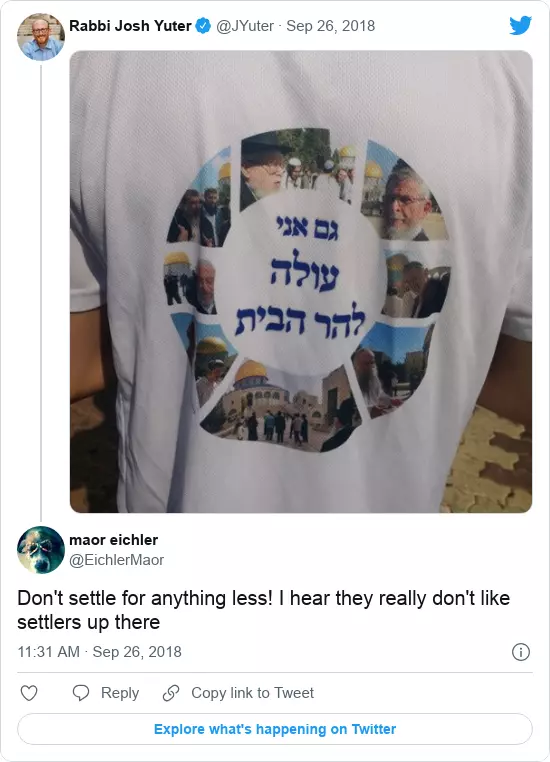 Rabbi Josh Yuter @JYuter · Sep 26, 2018
גם אני
עולה
להר הבית
maor eichler
@EichlerMaor
Don't settle for anything less! I hear they really don't like
settlers up there
11:31 AM · Sep 26, 2018
Reply
Copy link to Tweet
Explore what's happening on Twitter